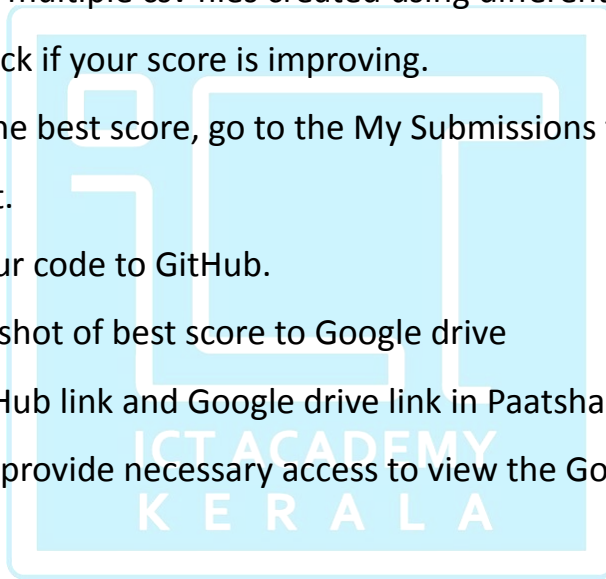 multiple csv files created using different
ck if your score is improving.
he best score, go to the My Submissions
t.
ur code to GitHub.
shot of best score to Google drive
Hub link and Google drive link in Paatsha
provide necessary access to view the Go
ICT ACADEMY
KERALA